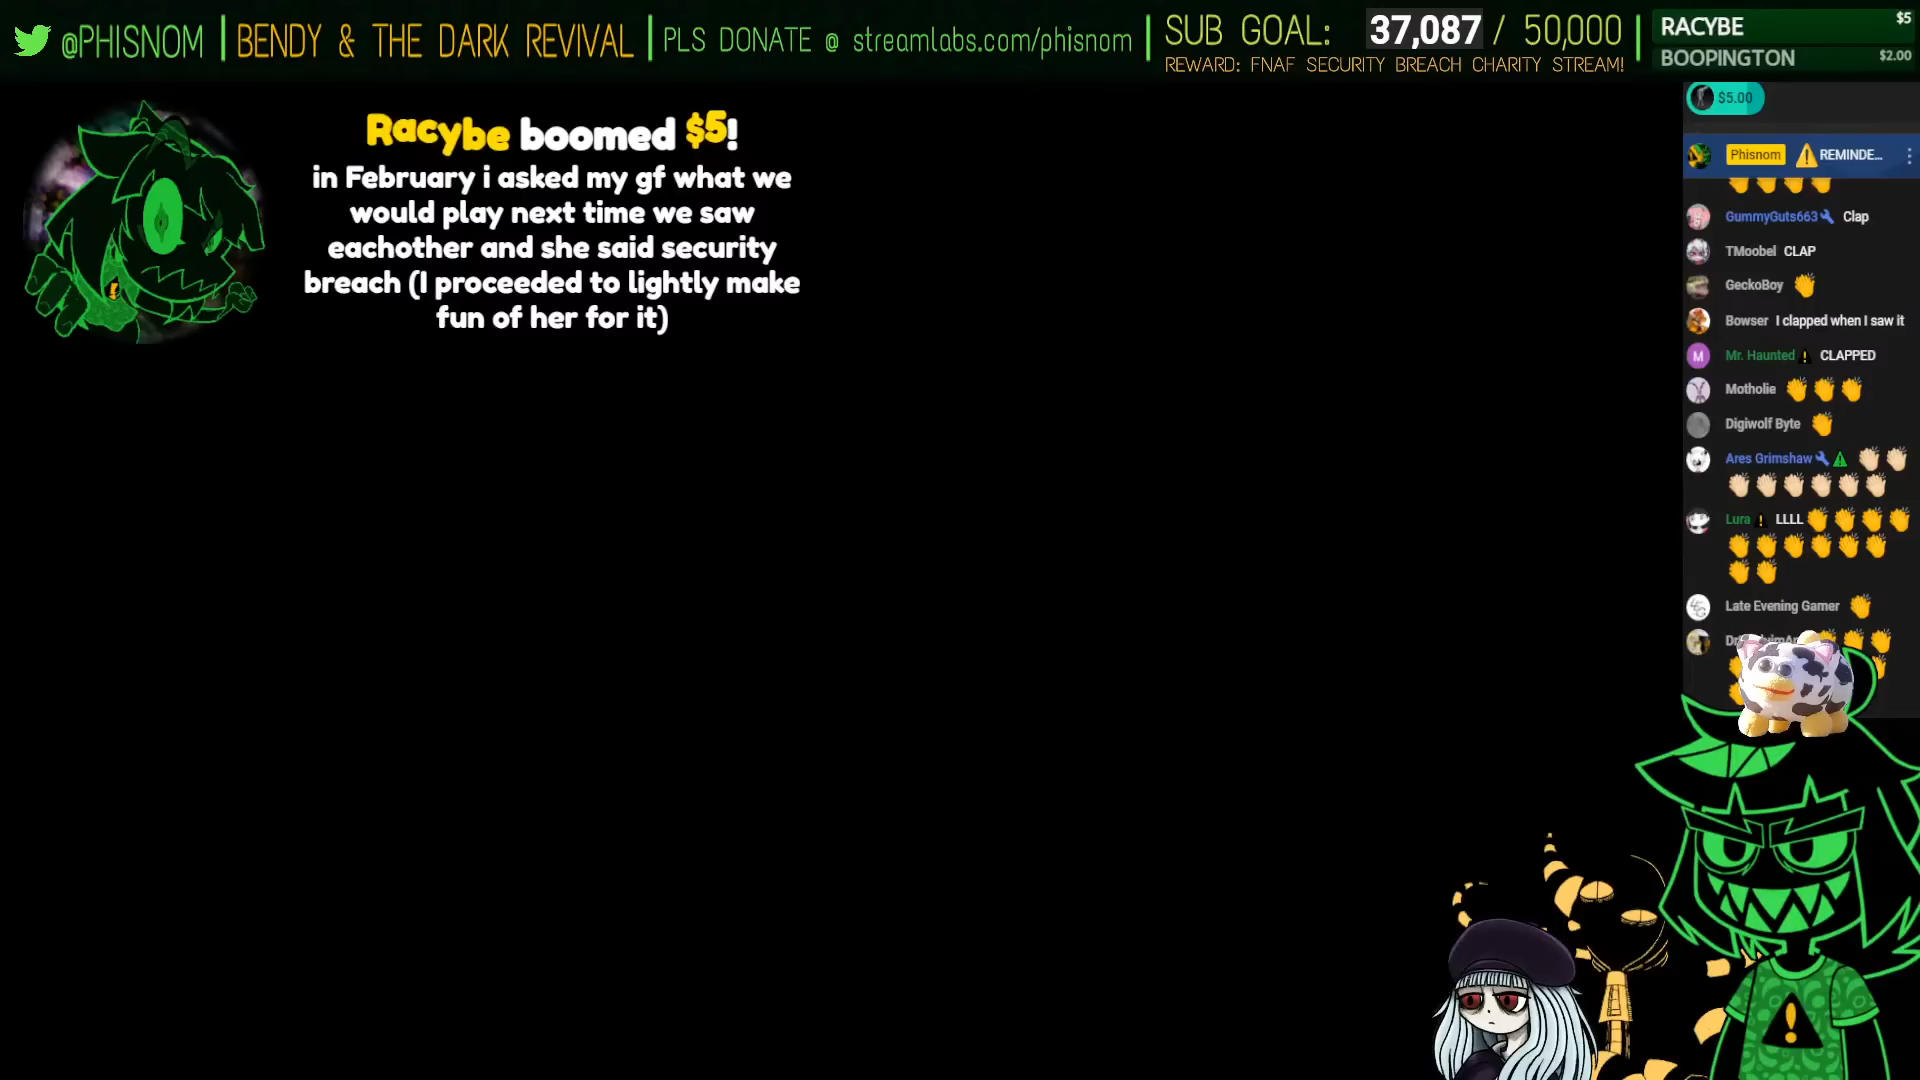 @PHISNOM
BENDY & THE DARK REVIVAL
PLS DONATE @ streamlabs.com/phisnom
SUB GOAL: 37,087 / 50,000
REWARD: FNAF SECURITY BREACH CHARITY STREAM!
RACYBE $5
BOOPINGTON $2.00
Racybe boomed $5!
in February i asked my gf what we
would play next time we saw
eachother and she said security
breach (I proceeded to lightly make
fun of her for it)
$5.00
Phisnom ⚠️ REMINDE...
👏 👏 👏 👏
GummyGuts663 Clap
TMoobel CLAP
GeckoBoy 👏
Bowser I clapped when I saw it
M Mr. Haunted CLAPPED
Motholie 👏 👏 👏
Digiwolf Byte 👏
Ares Grimshaw 👏🏻 👏🏻
👏🏻 👏🏻 👏🏻 👏🏻 👏🏻 👏🏻
Lura LLLL 👏 👏 👏 👏
👏 👏 👏 👏 👏 👏
👏 👏
Late Evening Gamer 👏